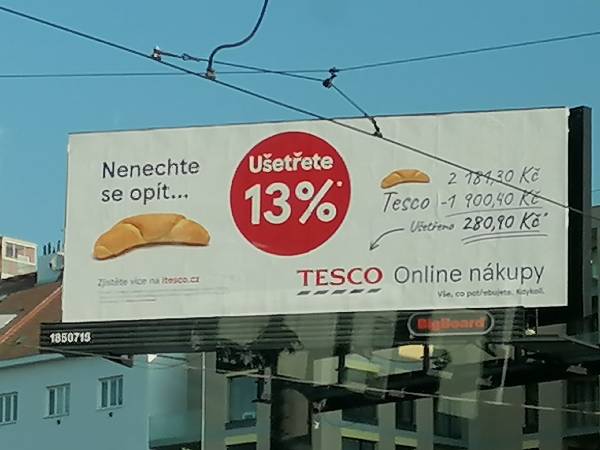 Nenechte
se opít...
Ušetřete
13%*
2 181,30 Kč
Tesco -1 900,40 Kč
Ušetřeno 280,90 Kč*
Zjistěte více na itesco.cz
TESCO Online nákupy
Vše, co potřebujete. Kdykoli.
BigBoard
1850715